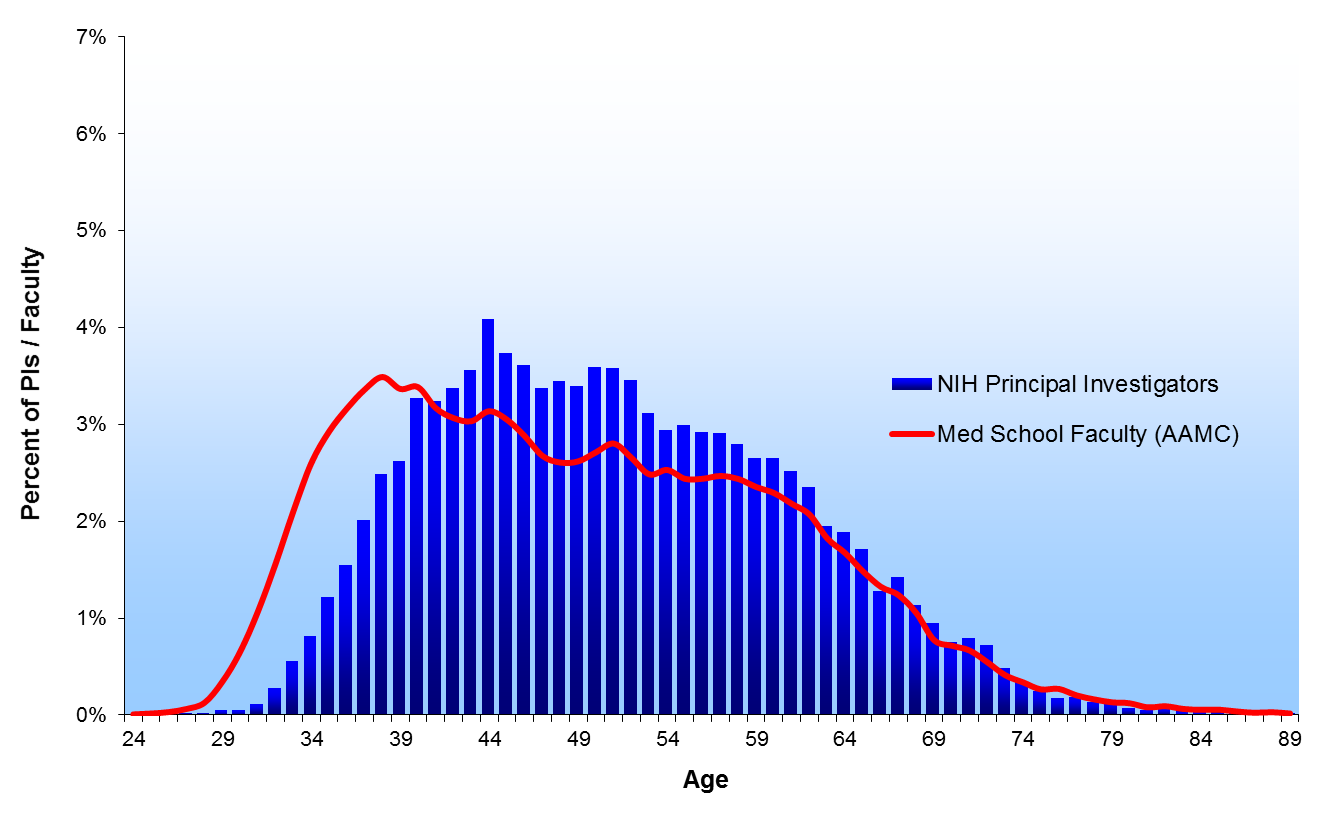 7%
6%
5%
4%
3%
2%
1%
0%
Percent of PIs / Faculty
NIH Principal Investigators
Med School Faculty (AAMC)
24 29 34 39 44 49 54 59 64 69 74 79 84 89
Age